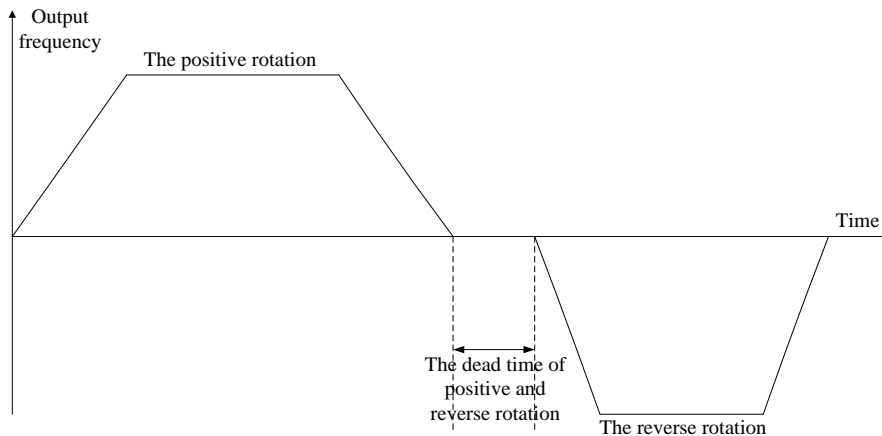 Output
frequency
The positive rotation
Time
The dead time of
positive and
reverse rotation
The reverse rotation